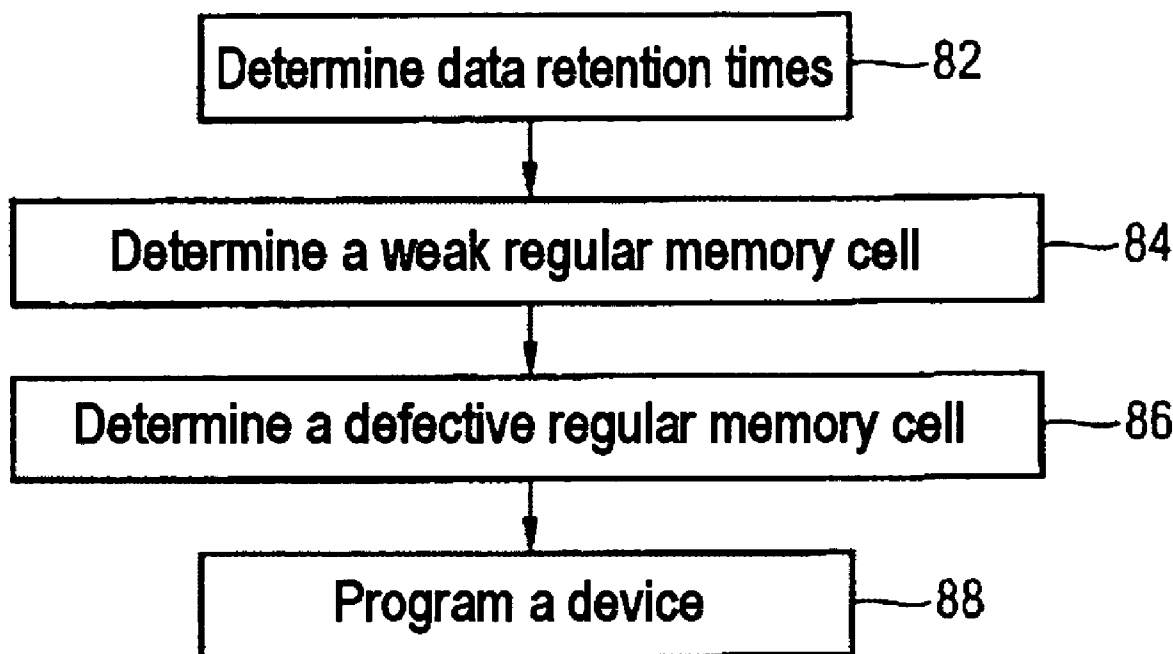 Determine data retention times 82
Determine a weak regular memory cell 84
Determine a defective regular memory cell 86
Program a device 88